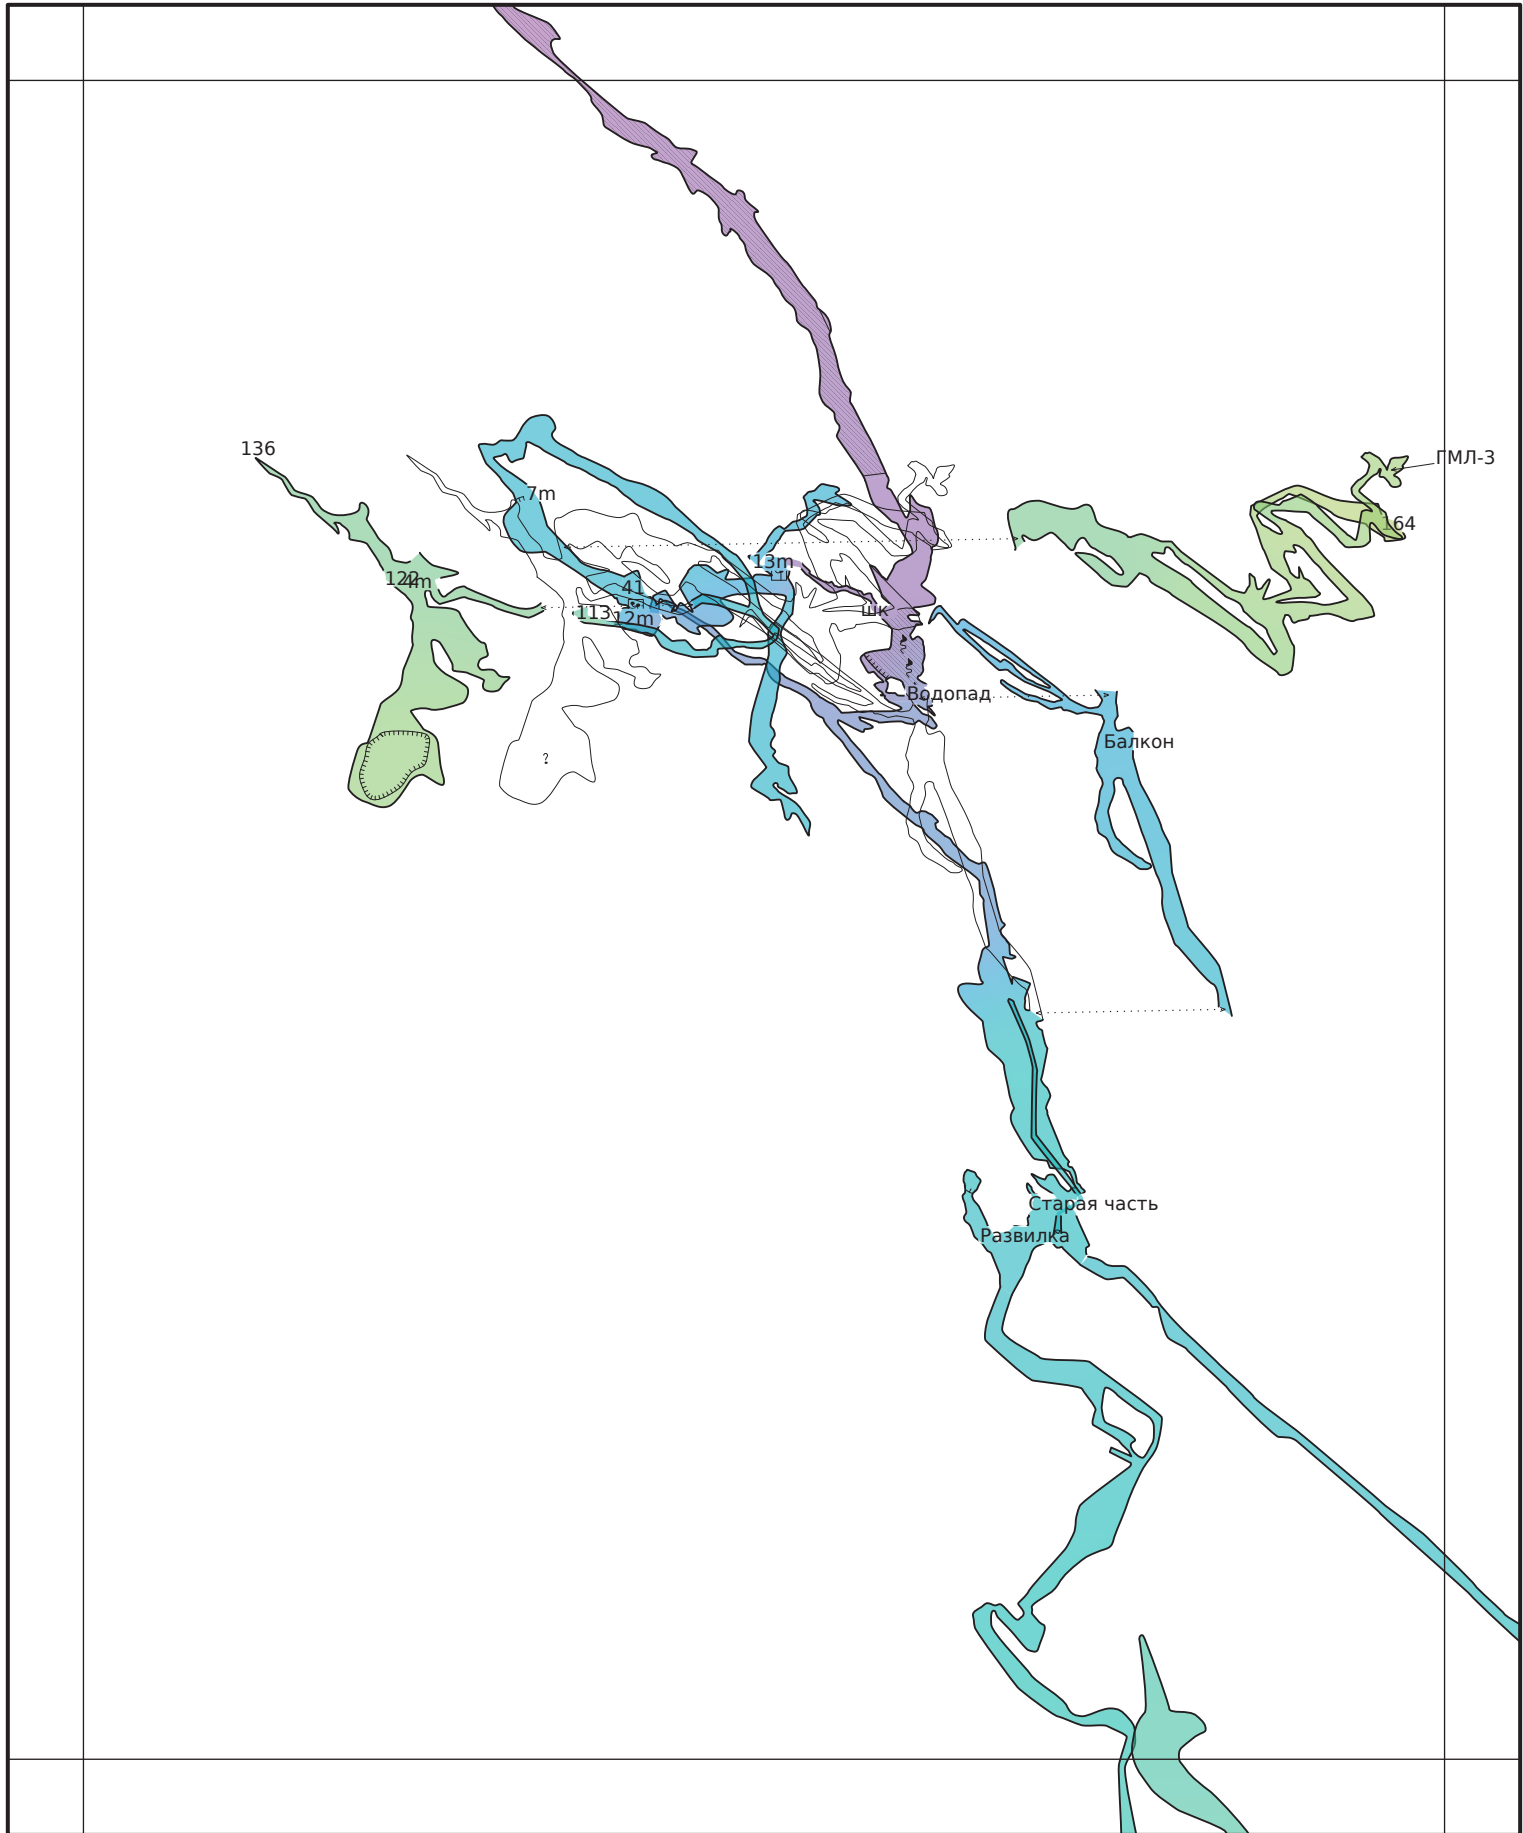 136
ГМЛ-3
7m
164
13m
122
4m
41
113
12m
шк
Водопад
Балкон
?
Старая часть
Развилка